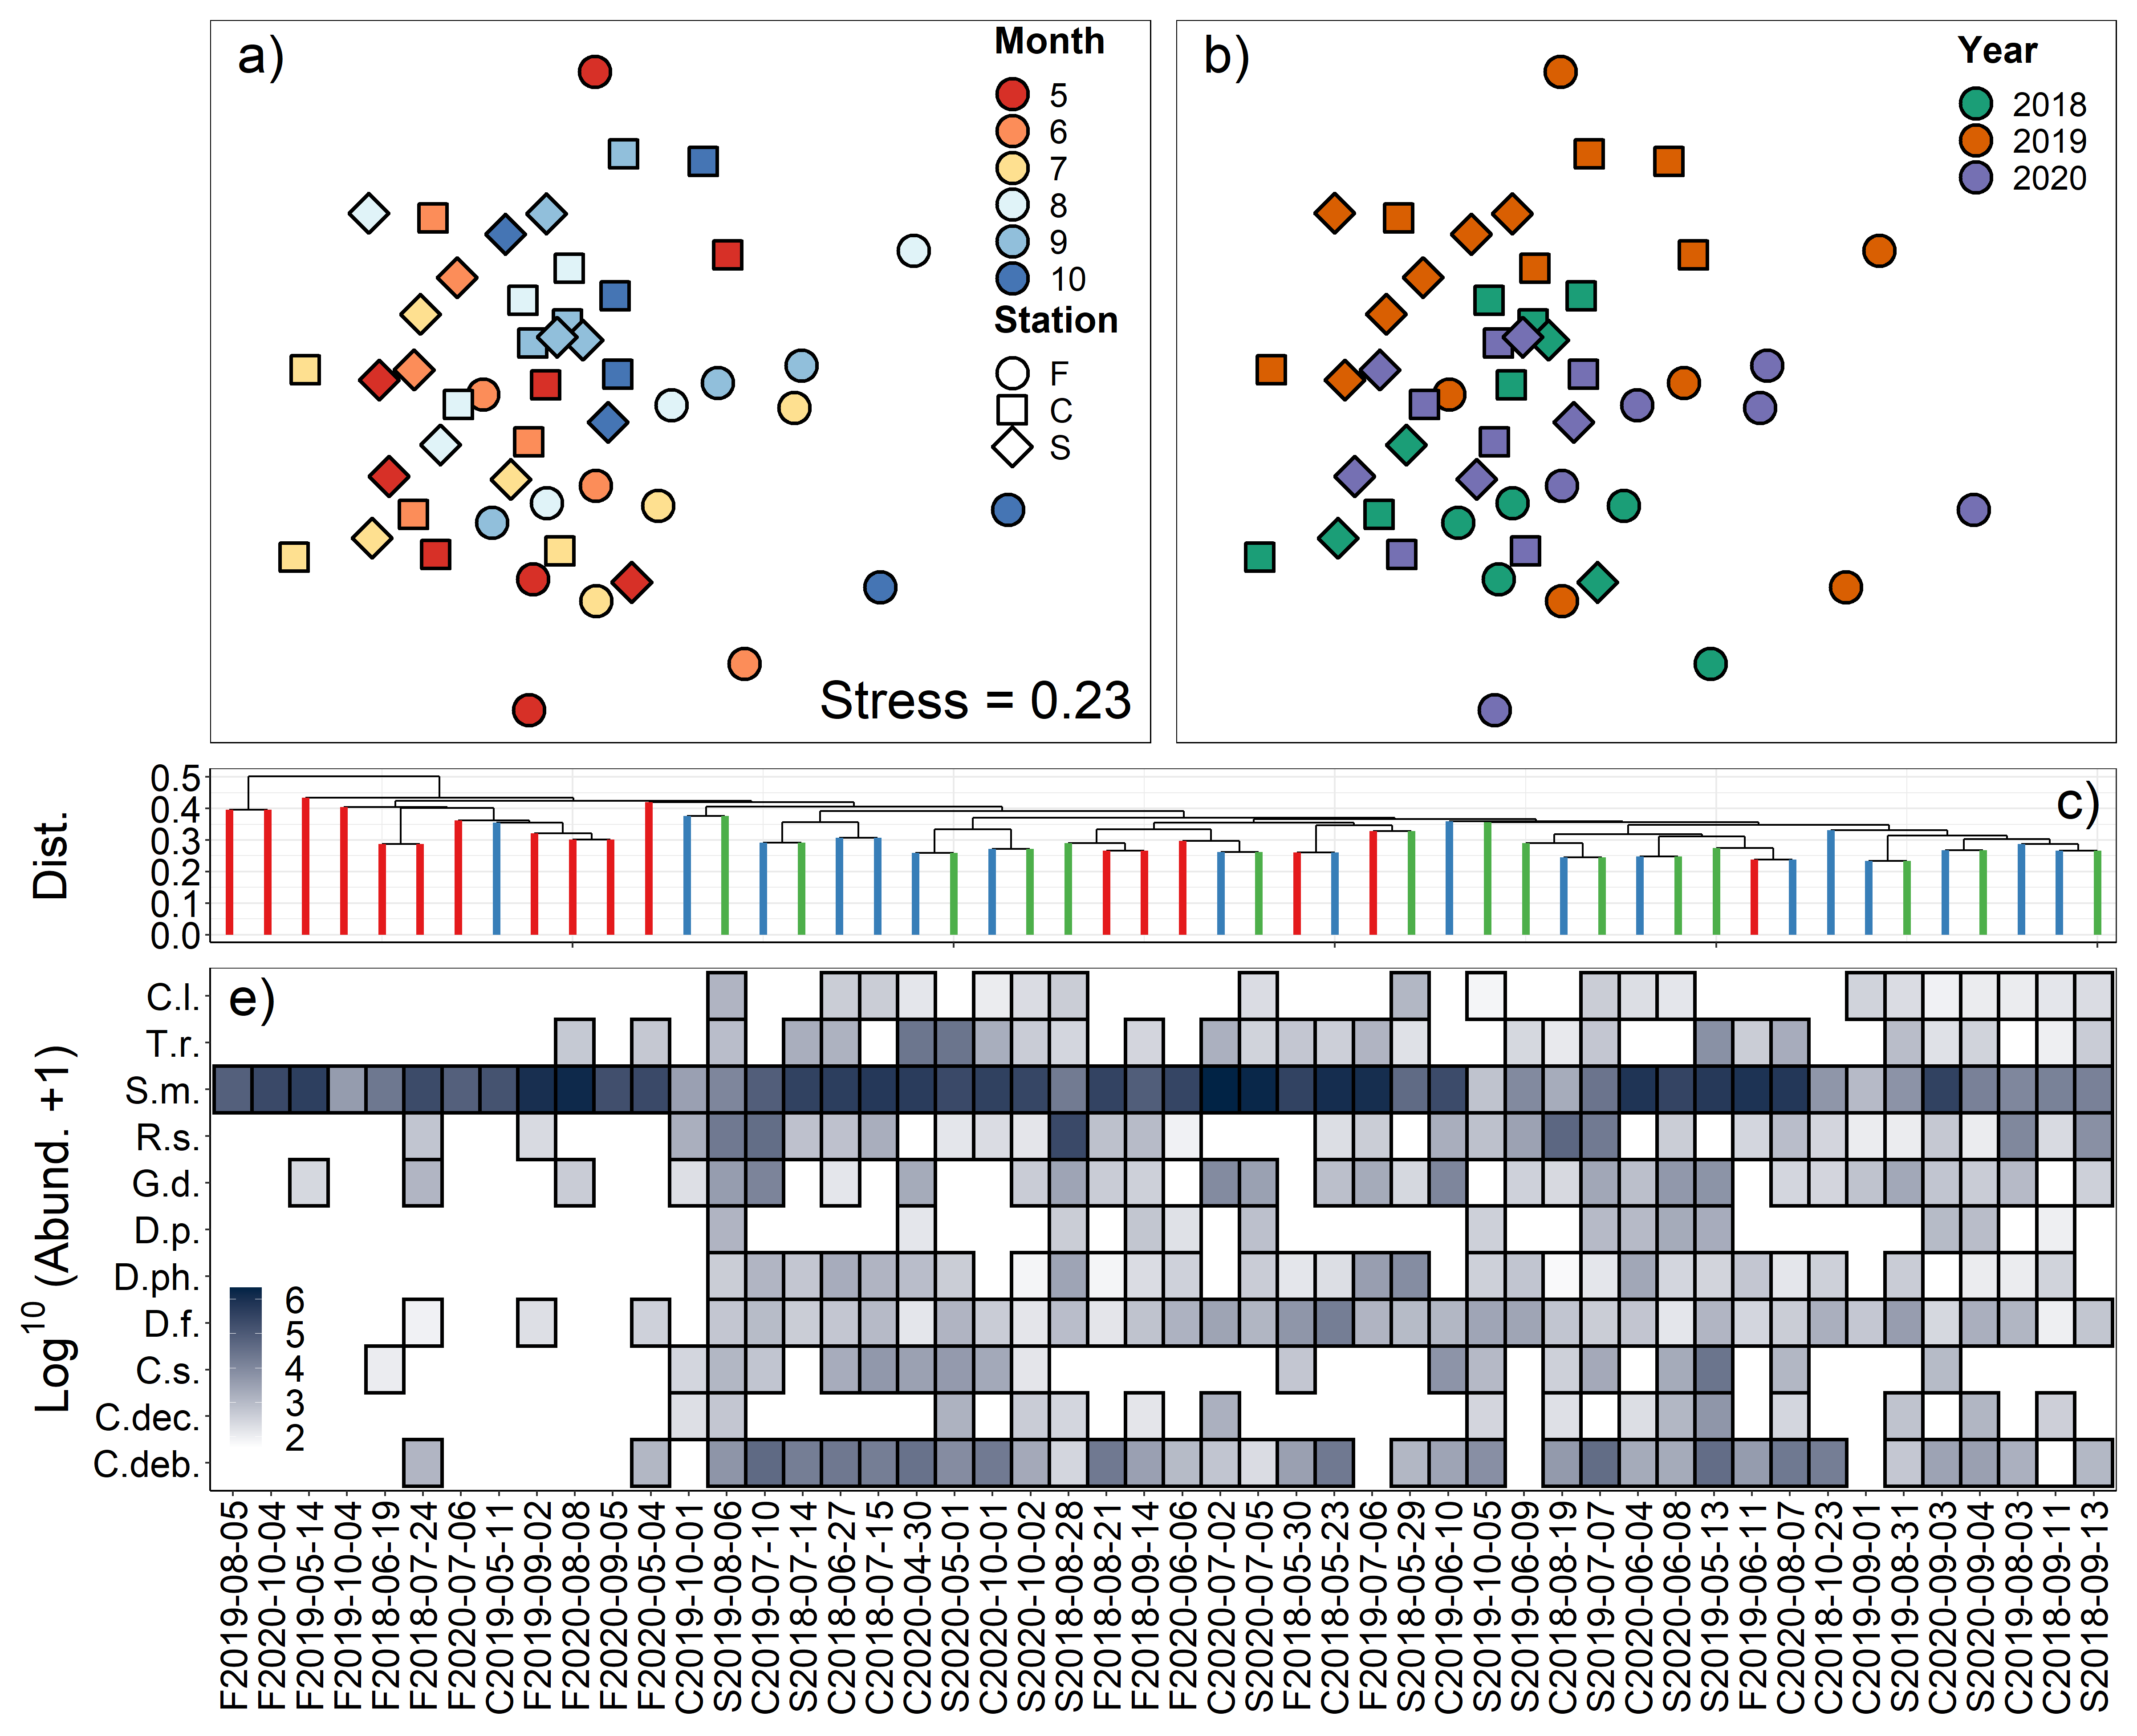 a)
Month
5
6
7
8
9
10
Station
F
C
S
Stress = 0.23
b)
Year
2018
2019
2020
Dist.
0.5
0.4
0.3
0.2
0.1
0.0
c)
Log10 (Abund. +1)
e)
C.l.
T.r.
S.m.
R.s.
G.d.
D.p.
D.ph.
D.f.
C.s.
C.dec.
C.deb.
6
5
4
3
2
F2019-08-05
F2020-10-04
F2019-05-14
F2019-10-04
F2018-06-19
F2018-07-24
F2020-07-06
C2019-05-11
F2019-09-02
F2020-08-08
F2020-09-05
F2020-05-04
C2019-10-01
S2019-08-06
C2019-07-10
S2018-07-14
C2018-06-27
C2018-07-15
C2020-04-30
S2020-05-01
C2020-10-01
S2020-10-02
S2018-08-28
F2018-08-21
F2018-09-14
F2020-06-06
C2020-07-02
S2020-07-05
F2018-05-30
C2018-05-23
F2019-07-06
S2018-05-29
C2019-06-10
S2019-10-05
S2019-06-09
C2018-08-19
S2019-07-07
C2020-06-04
S2020-06-08
S2019-05-13
F2019-06-11
C2020-08-07
C2018-10-23
C2019-09-01
S2019-08-31
C2020-09-03
S2020-09-04
C2019-08-03
C2018-09-11
S2018-09-13